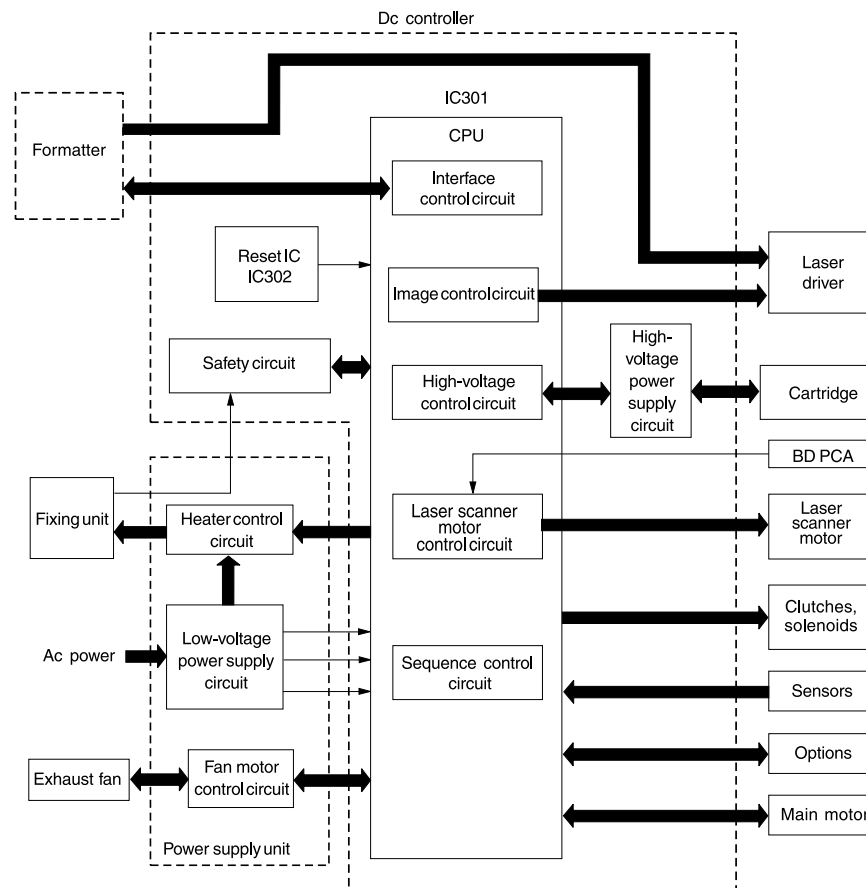 Dc controller
IC301
CPU
Formatter
Interface
control circuit
Reset IC
IC302
Image control circuit
Laser
driver
Safety circuit
High-voltage
control circuit
High-
voltage
power
supply
circuit
Cartridge
BD PCA
Fixing unit
Heater control
circuit
Laser scanner
motor
control circuit
Laser
scanner
motor
Ac power
Low-voltage
power supply
circuit
Sequence control
circuit
Clutches,
solenoids
Sensors
Exhaust fan
Fan motor
control circuit
Options
Main motor
Power supply unit